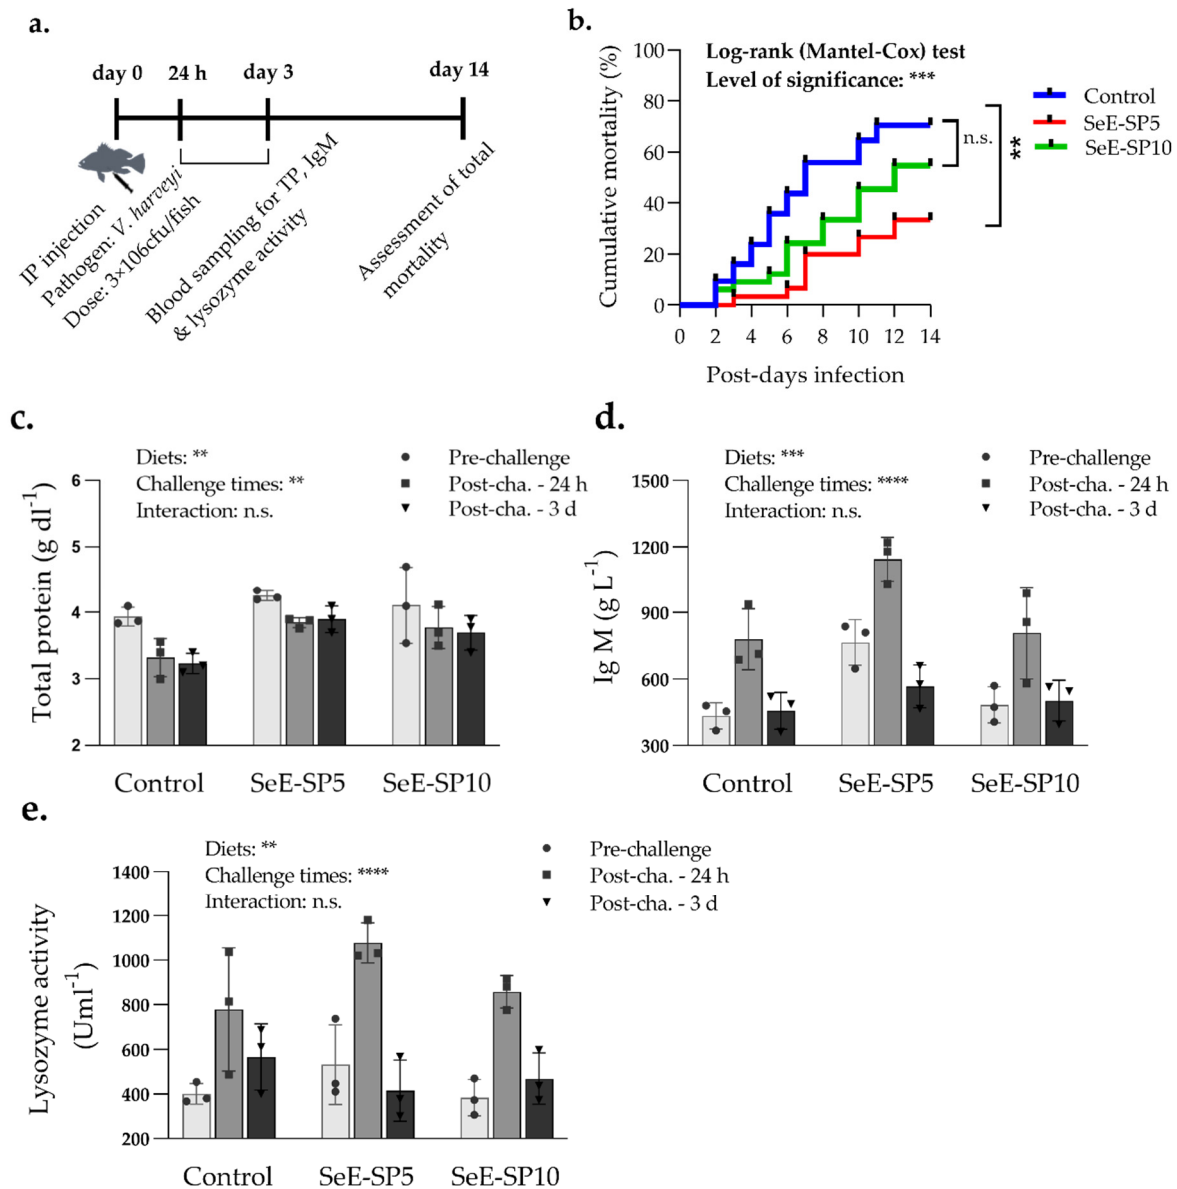 a.
day 0
24 h
day 3
day 14
IP injection
Pathogen: V. harveyi
Dose: 3×106cfu/fish
Blood sampling for TP, IgM
& lysozyme activity
Assessment of total
mortality
b.
Log-rank (Mantel-Cox) test
Level of significance: ***
Cumulative mortality (%)
100
80
60
40
20
0
0 2 4 6 8 10 12 14
Post-days infection
n.s.
**
Control
SeE-SP5
SeE-SP10
c.
Diets: **
Challenge times: **
Interaction: n.s.
Pre-challenge
Post-cha. - 24 h
Post-cha. - 3 d
Total protein (g dl-1)
6
5
4
3
2
Control SeE-SP5 SeE-SP10
d.
Diets: ***
Challenge times: ****
Interaction: n.s.
Pre-challenge
Post-cha. - 24 h
Post-cha. - 3 d
Ig M (g L-1)
1500
1200
900
600
300
Control SeE-SP5 SeE-SP10
e.
Diets: **
Challenge times: ****
Interaction: n.s.
Pre-challenge
Post-cha. - 24 h
Post-cha. - 3 d
Lysozyme activity
(Uml-1)
1400
1200
1000
800
600
400
200
Control SeE-SP5 SeE-SP10